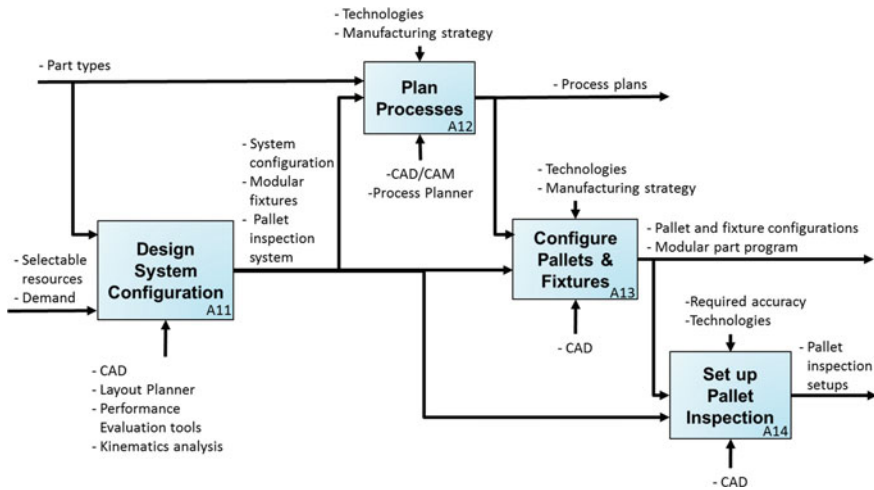 - Technologies
- Manufacturing strategy
- Part types
Plan
Processes
A12
- Process plans
- System
configuration
- Modular
fixtures
- Pallet
inspection
system
-CAD/CAM
-Process Planner
- Technologies
- Manufacturing strategy
- Selectable
resources
- Demand
Design
System
Configuration
A11
Configure
Pallets &
Fixtures
A13
- Pallet and fixture configurations
- Modular part program
- CAD
- Layout Planner
- Performance
Evaluation tools
- Kinematics analysis
- CAD
-Required accuracy
-Technologies
Set up
Pallet
Inspection
A14
- Pallet
inspection
setups
- CAD